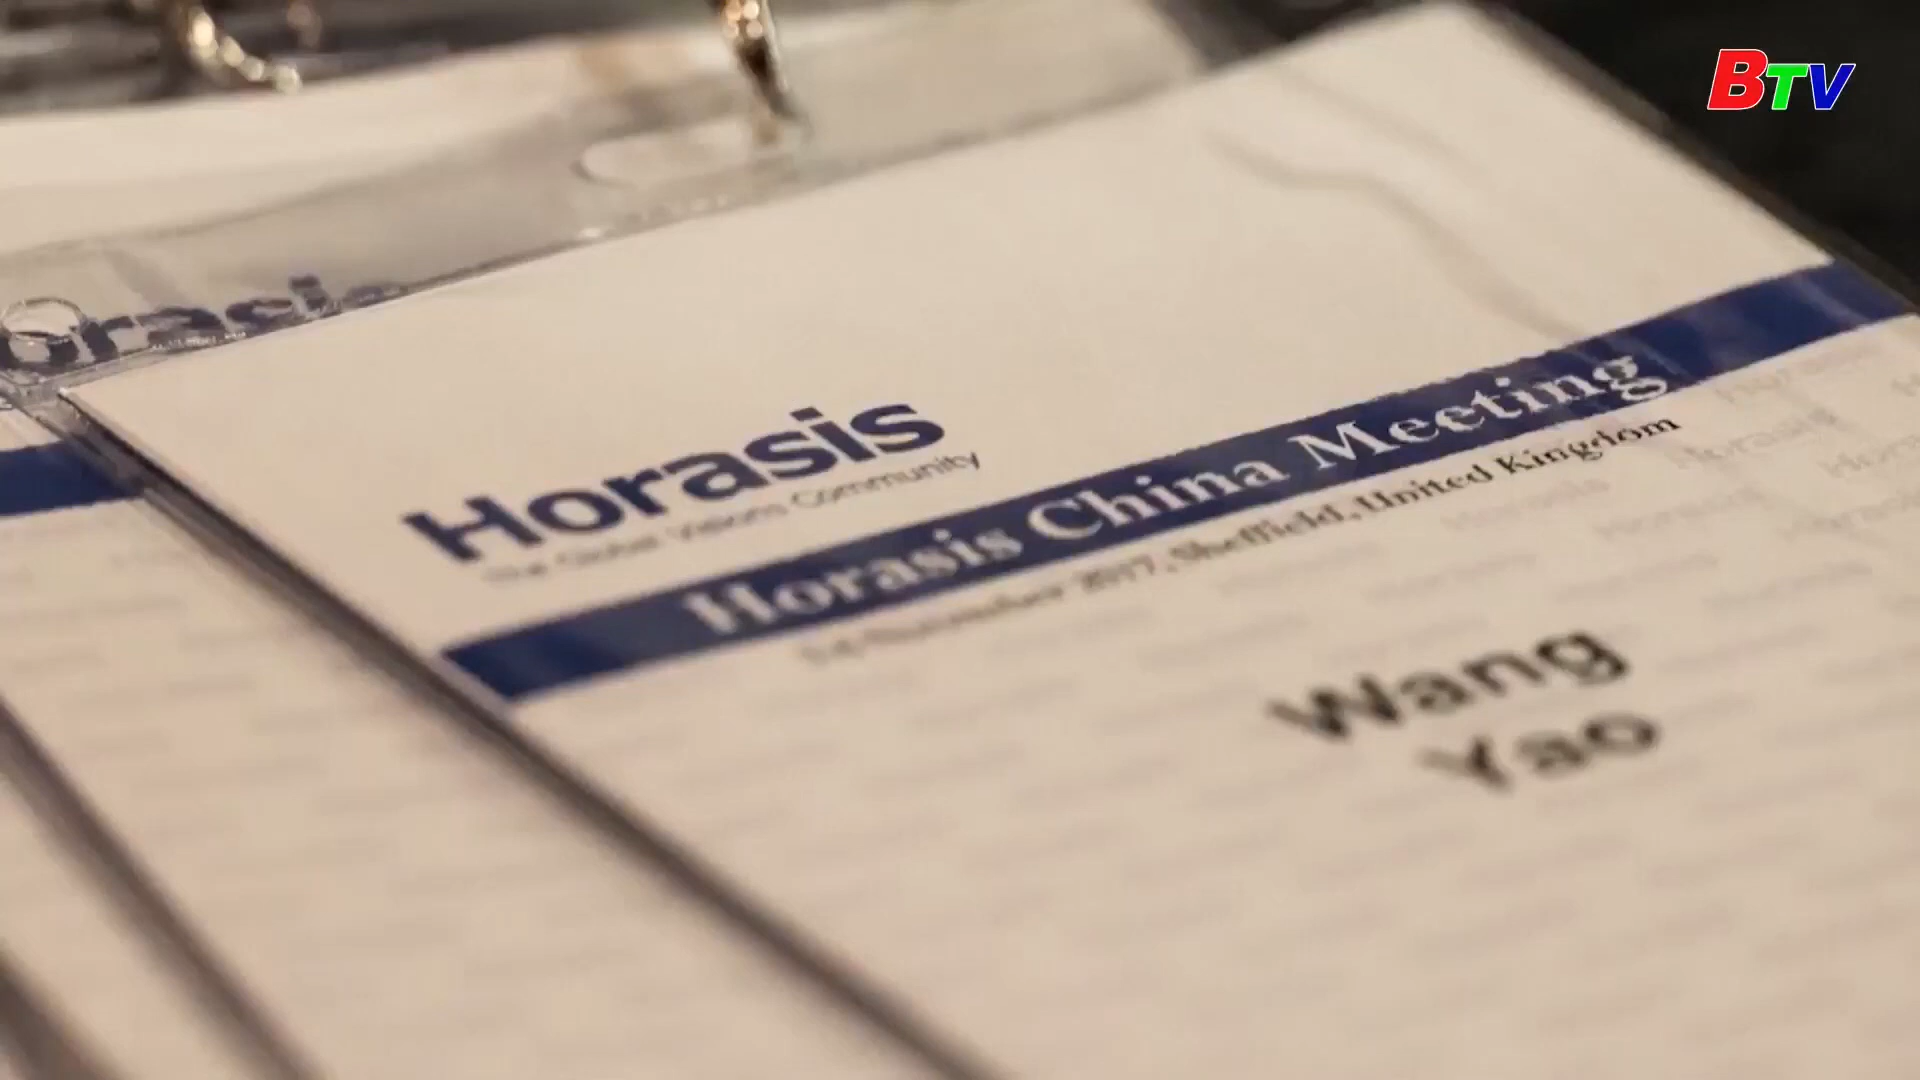 BTV
Horasis
The Global Visions Community
Horasis China Meeting
November 2017, Sheffield, United Kingdom
Wang
Yao
Horasis